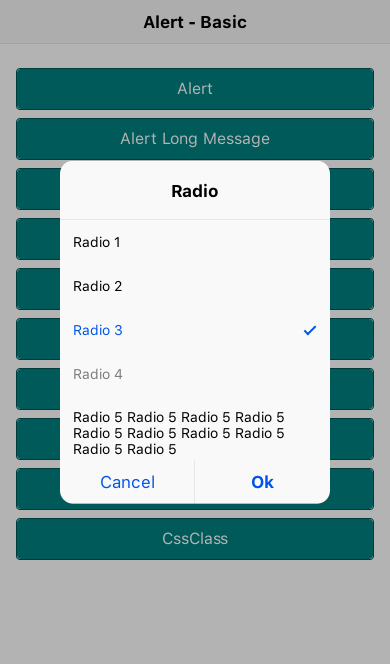 Alert - Basic
Alert
Alert Long Message
Radio
Radio 1
Radio 2
Radio 3
Radio 4
Radio 5 Radio 5 Radio 5 Radio 5
Radio 5 Radio 5 Radio 5 Radio 5
Radio 5 Radio 5
Cancel
Ok
CssClass